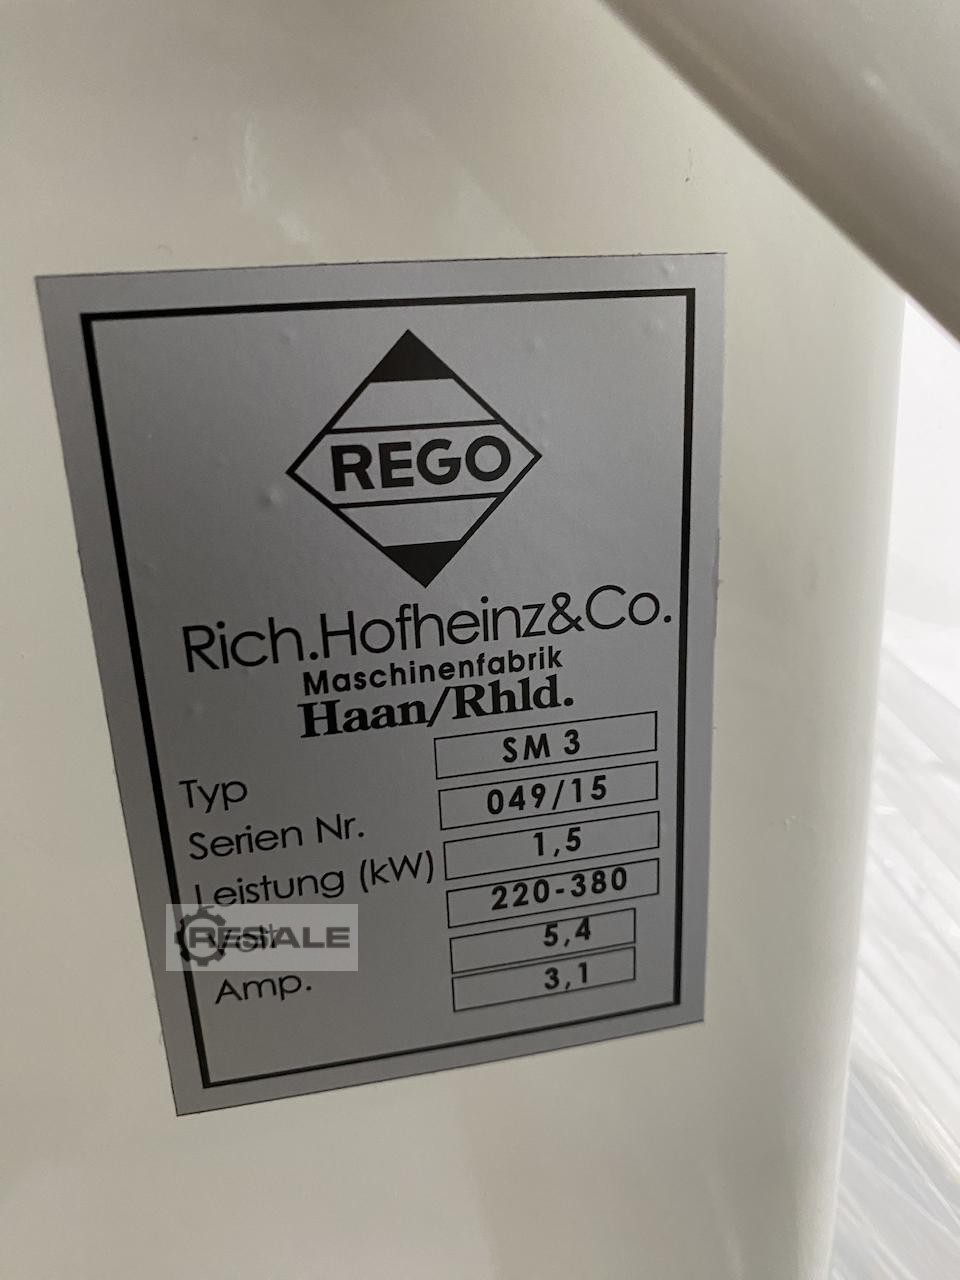 REGO
Rich.Hofheinz&Co.
Maschinenfabrik
Haan/Rhld.
Typ SM 3
Serien Nr. 049/15
Leistung (kW) 1,5
Volt 220-380
Amp. 5,4
3,1
RESALE